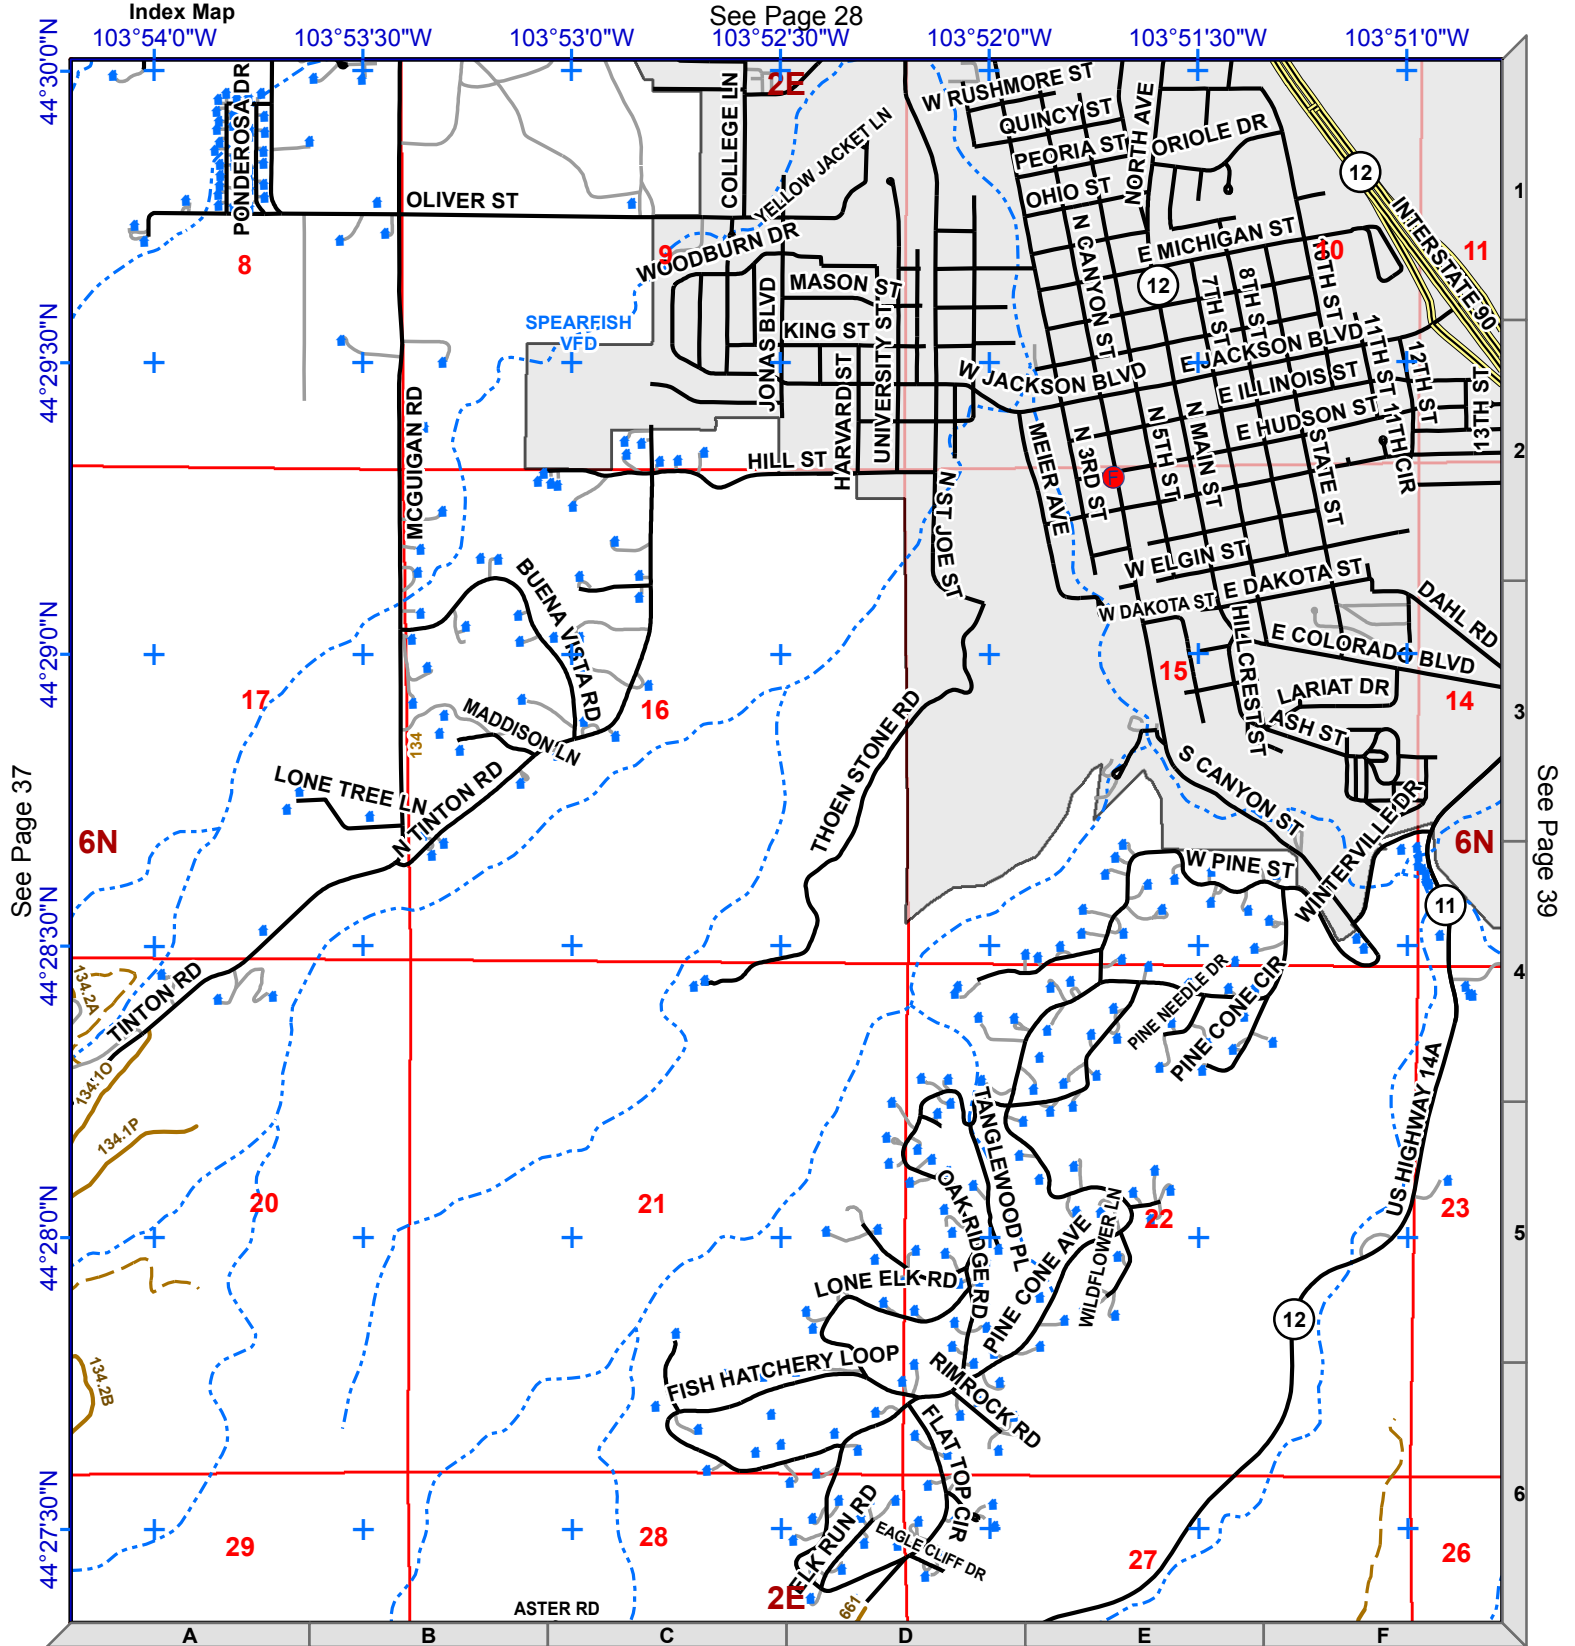 Index Map
See Page 28
103°54'0"W
103°53'30"W
103°53'0"W
103°52'30"W
103°52'0"W
103°51'30"W
103°51'0"W
44°30'0"N
44°29'30"N
44°29'0"N
44°28'30"N
44°28'0"N
44°27'30"N
See Page 37
See Page 39
2E
PONDEROSA DR
COLLEGE LN
YELLOW JACKET LN
W RUSHMORE ST
QUINCY ST
PEORIA ST
NORTH AVE
ORIOLE DR
12
1
OLIVER ST
OHIO ST
INTERSTATE 90
8
9
WOODBURN DR
N CANYON ST
E MICHIGAN ST
10TH ST
10
11
MASON ST
12
7TH ST
8TH ST
JONAS BLVD
KING ST
UNIVERSITY ST
HARVARD ST
SPEARFISH
VFD
W JACKSON BLVD
E JACKSON BLVD
11TH ST
12TH ST
13TH ST
E ILLINOIS ST
E HUDSON ST
11TH CIR
MCGUIGAN RD
HILL ST
MEIER AVE
N 3RD ST
N 5TH ST
N MAIN ST
STATE ST
F
2
N ST JOE ST
W ELGIN ST
E DAKOTA ST
W DAKOTA ST
DAHL RD
BUENA VISTA RD
HILLCREST ST
E COLORADO BLVD
15
LARIAT DR
14
17
16
ASH ST
3
MADDISON LN
134
THOEN STONE RD
S CANYON ST
LONE TREE LN
N TINTON RD
WINTERVILLE DR
6N
6N
W PINE ST
11
TINTON RD
134.2A
134.1O
134.1P
PINE NEEDLE DR
PINE CONE CIR
4
US HIGHWAY 14A
TANGLEWOOD PL
OAK RIDGE RD
20
21
22
23
PINE CONE AVE
WILDFLOWER LN
5
LONE ELK RD
12
134.2B
FISH HATCHERY LOOP
RIMROCK RD
FLAT TOP CIR
6
ELK RUN RD
EAGLE CLIFF DR
29
28
27
26
2E
661
ASTER RD
A
B
C
D
E
F